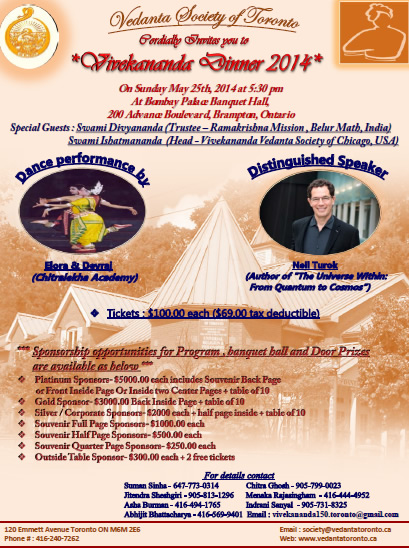 Vedanta Society of Toronto
Cordially Invites you to
*Vivekananda Dinner 2014*
On Sunday May 25th, 2014 at 5:30 pm
At Bombay Palace Banquet Hall,
200 Advance Boulevard, Brampton, Ontario
Special Guests : Swami Divyananda (Trustee – Ramakrishna Mission , Belur Math, India)
Swami Ishatmananda (Head - Vivekananda Vedanta Society of Chicago, USA)
Dance performance by
Distinguished Speaker
Elora & Devraj
(Chitralekha Academy)
Neil Turok
(Author of "The Universe Within:
From Quantum to Cosmos")
❖ Tickets : $100.00 each ($69.00 tax deductible)
*** Sponsorship opportunities for Program , banquet hall and Door Prizes
are available as below ***
❖ Platinum Sponsors- $5000.00 each includes Souvenir Back Page
or Front Inside Page Or Inside two Center Pages + table of 10
❖ Gold Sponsor- $3000.00 Back Inside Page + table of 10
❖ Silver / Corporate Sponsors- $2000 each + half page inside + table of 10
❖ Souvenir Full Page Sponsors- $1000.00 each
❖ Souvenir Half Page Sponsors- $500.00 each
❖ Souvenir Quarter Page Sponsors- $250.00 each
❖ Outside Table Sponsor- $300.00 each + 2 free tickets
For details contact
Suman Sinha - 647-773-0314 Chitra Ghosh - 905-799-0023
Jitendra Sheshgiri - 905-813-1296 Menaka Rajasingham - 416-444-4952
Asha Burman - 416-494-1765 Indrani Sanyal - 905-731-8325
Abhijit Bhattacharya - 416-569-9401 Email : vivekananda150.toronto@gmail.com
120 Emmett Avenue Toronto ON M6M 2E6 Email : society@vedantatoronto.ca
Phone # : 416-240-7262 Web: www.vedantatoronto.ca